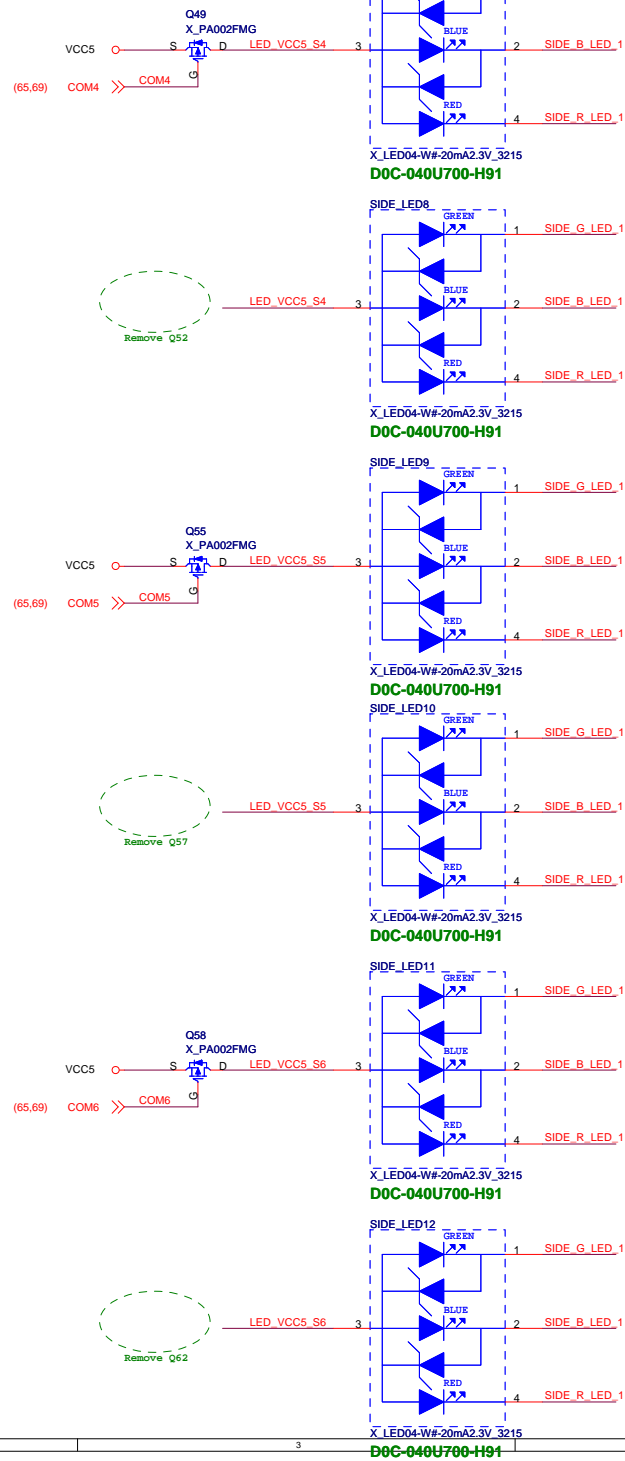 Q49
X_PA002FMG
VCC5
S
D
LED_VCC5_S4
3
BLUE
2
SIDE_B_LED_1
(65,69)
COM4
COM4
G
RED
4
SIDE_R_LED_1
X_LED04-W#-20mA2.3V_3215
D0C-040U700-H91
SIDE_LED8
GREEN
1
SIDE_G_LED_1
LED_VCC5_S4
3
BLUE
2
SIDE_B_LED_1
Remove Q52
RED
4
SIDE_R_LED_1
X_LED04-W#-20mA2.3V_3215
D0C-040U700-H91
SIDE_LED9
GREEN
1
SIDE_G_LED_1
Q55
X_PA002FMG
VCC5
S
D
LED_VCC5_S5
3
BLUE
2
SIDE_B_LED_1
(65,69)
COM5
COM5
G
RED
4
SIDE_R_LED_1
X_LED04-W#-20mA2.3V_3215
D0C-040U700-H91
SIDE_LED10
GREEN
1
SIDE_G_LED_1
LED_VCC5_S5
3
BLUE
2
SIDE_B_LED_1
Remove Q57
RED
4
SIDE_R_LED_1
X_LED04-W#-20mA2.3V_3215
D0C-040U700-H91
SIDE_LED11
GREEN
1
SIDE_G_LED_1
Q58
X_PA002FMG
VCC5
S
D
LED_VCC5_S6
3
BLUE
2
SIDE_B_LED_1
(65,69)
COM6
COM6
G
RED
4
SIDE_R_LED_1
X_LED04-W#-20mA2.3V_3215
D0C-040U700-H91
SIDE_LED12
GREEN
1
SIDE_G_LED_1
LED_VCC5_S6
3
BLUE
2
SIDE_B_LED_1
Remove Q62
RED
4
SIDE_R_LED_1
X_LED04-W#-20mA2.3V_3215
D0C-040U700-H91
3